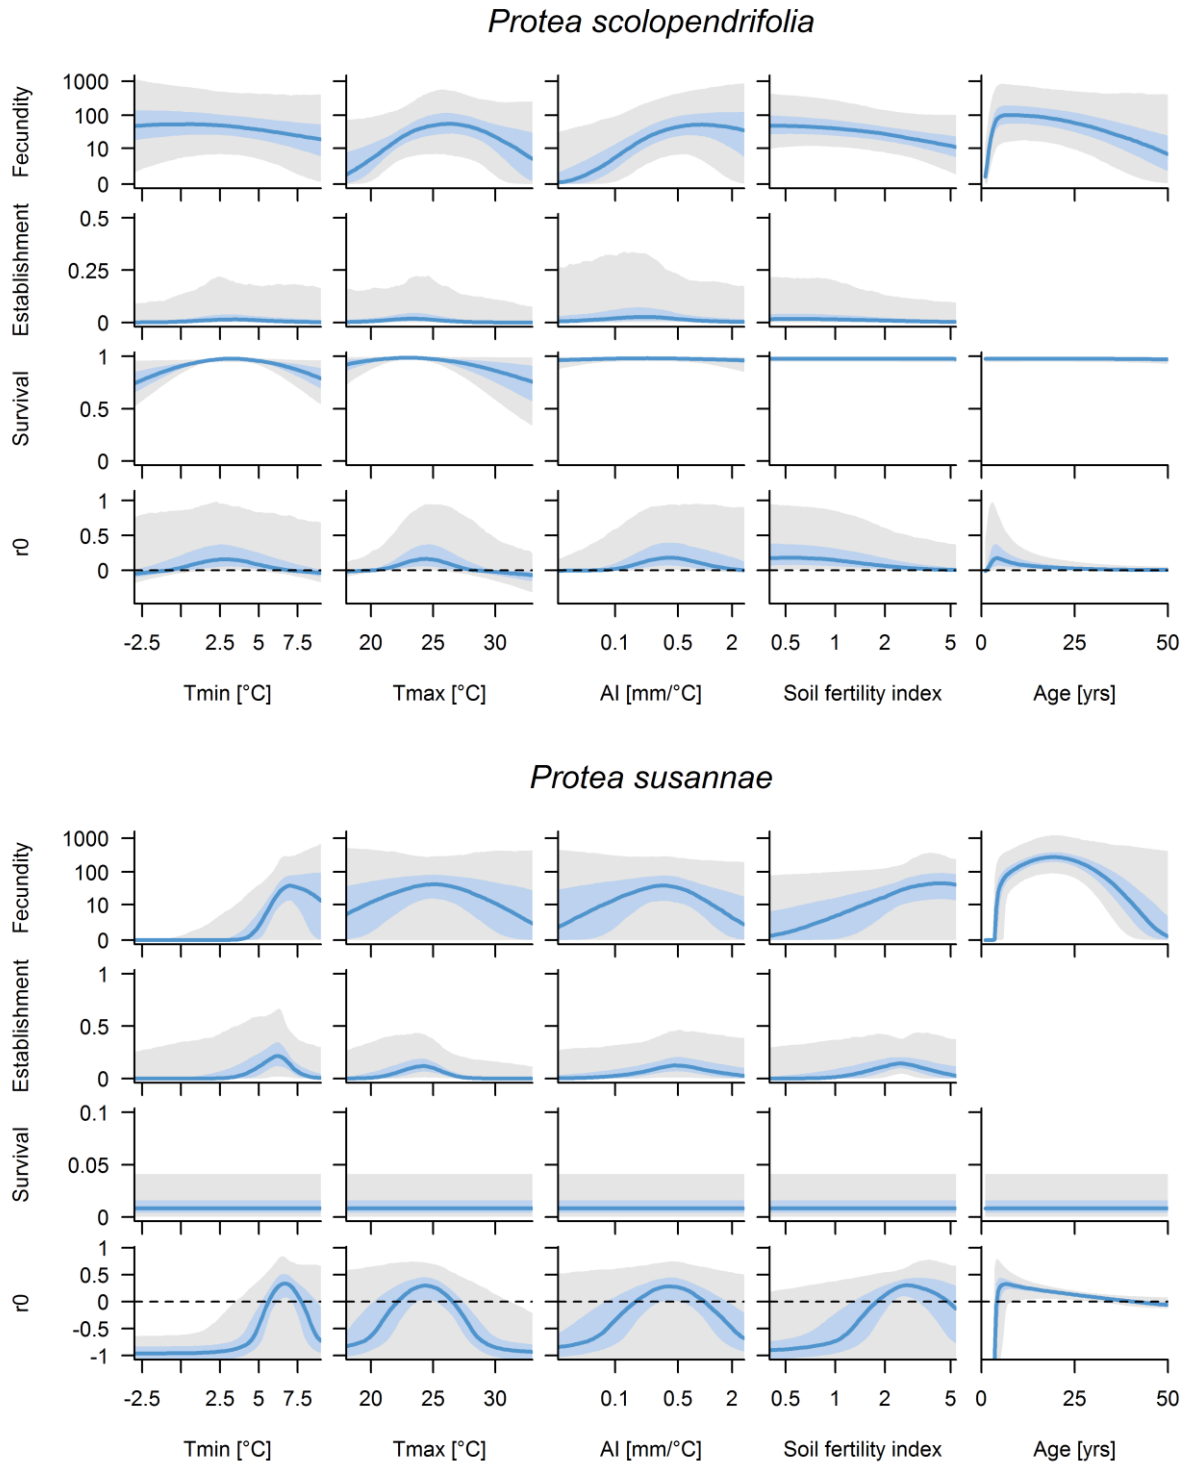 Protea scolopendrifolia
Fecundity
1000
100
10
0
Establishment
0.5
0.25
0
Survival
1
0.5
0
r0
1
0.5
0
-2.5 2.5 5 7.5
20 25 30
0.1 0.5 2
0.5 1 2 5
0 25 50
Tmin [°C]
Tmax [°C]
AI [mm/°C]
Soil fertility index
Age [yrs]
Protea susannae
Fecundity
1000
100
10
0
Establishment
1
0.5
0
Survival
0.1
0.05
0
r0
1
0.5
0
-0.5
-1
-2.5 2.5 5 7.5
20 25 30
0.1 0.5 2
0.5 1 2 5
0 25 50
Tmin [°C]
Tmax [°C]
AI [mm/°C]
Soil fertility index
Age [yrs]